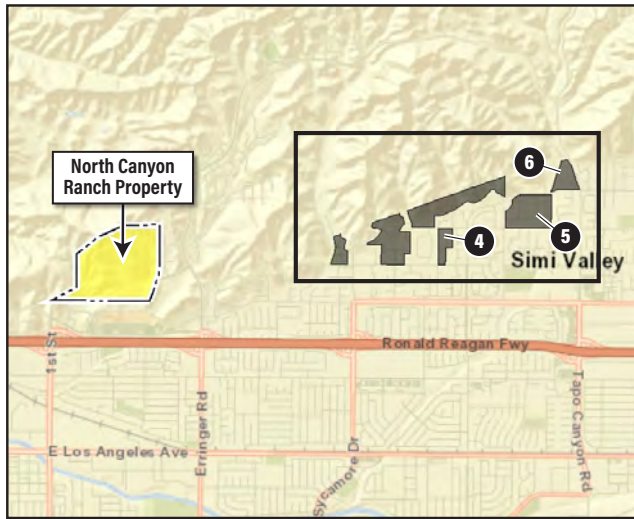 North Canyon
Ranch Property
6
4
5
Simi Valley
Ronald Reagan Fwy
1st St
Erringer Rd
Tapo Canyon Rd
E Los Angeles Ave
Sycamore Dr